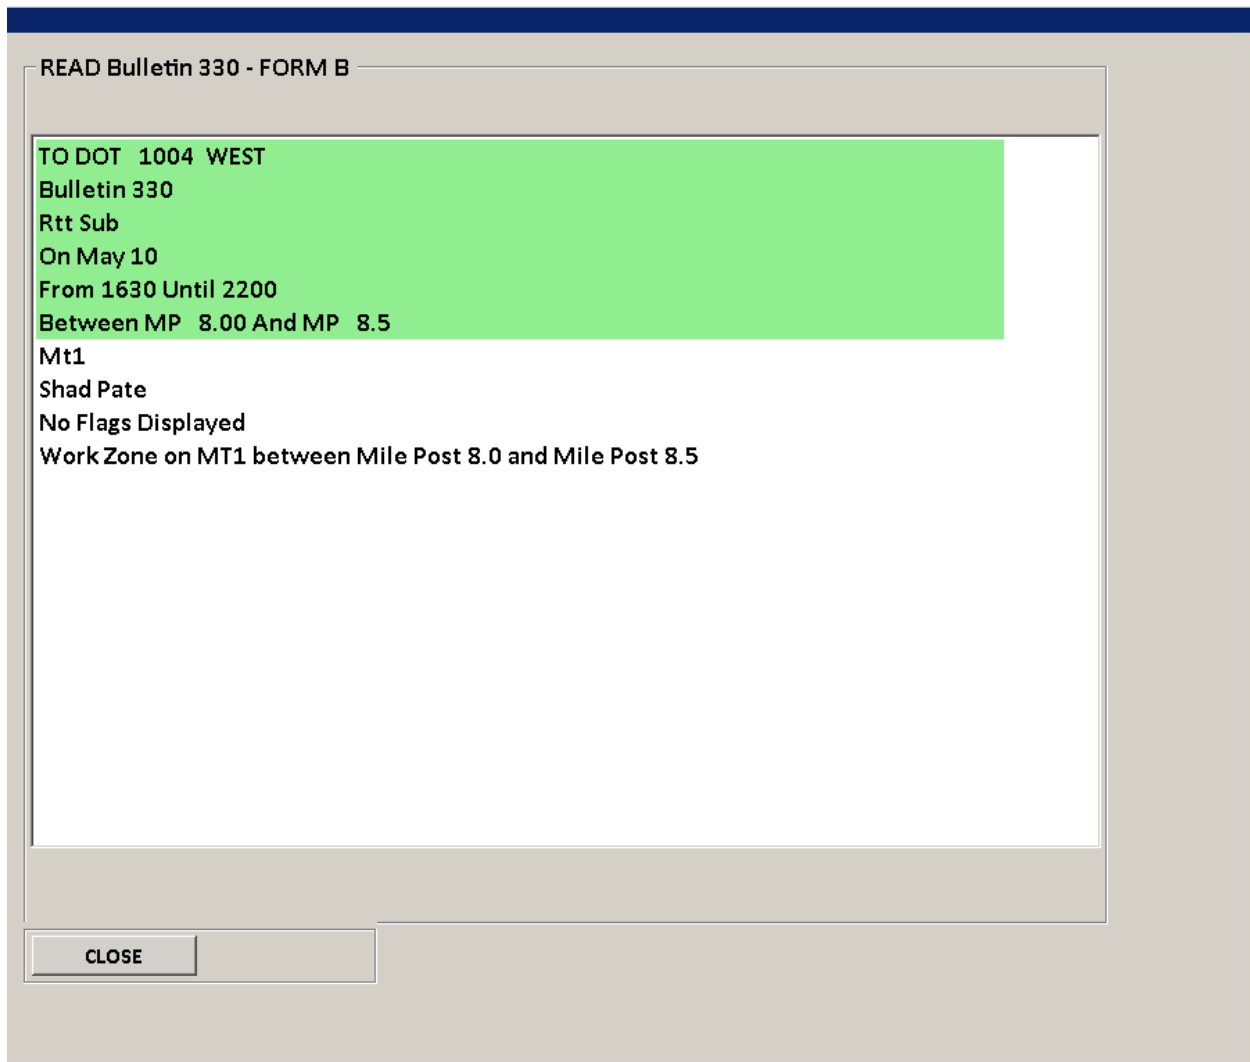 READ Bulletin 330 - FORM B
TO DOT 1004 WEST
Bulletin 330
Rtt Sub
On May 10
From 1630 Until 2200
Between MP 8.00 And MP 8.5
Mt1
Shad Pate
No Flags Displayed
Work Zone on MT1 between Mile Post 8.0 and Mile Post 8.5
CLOSE